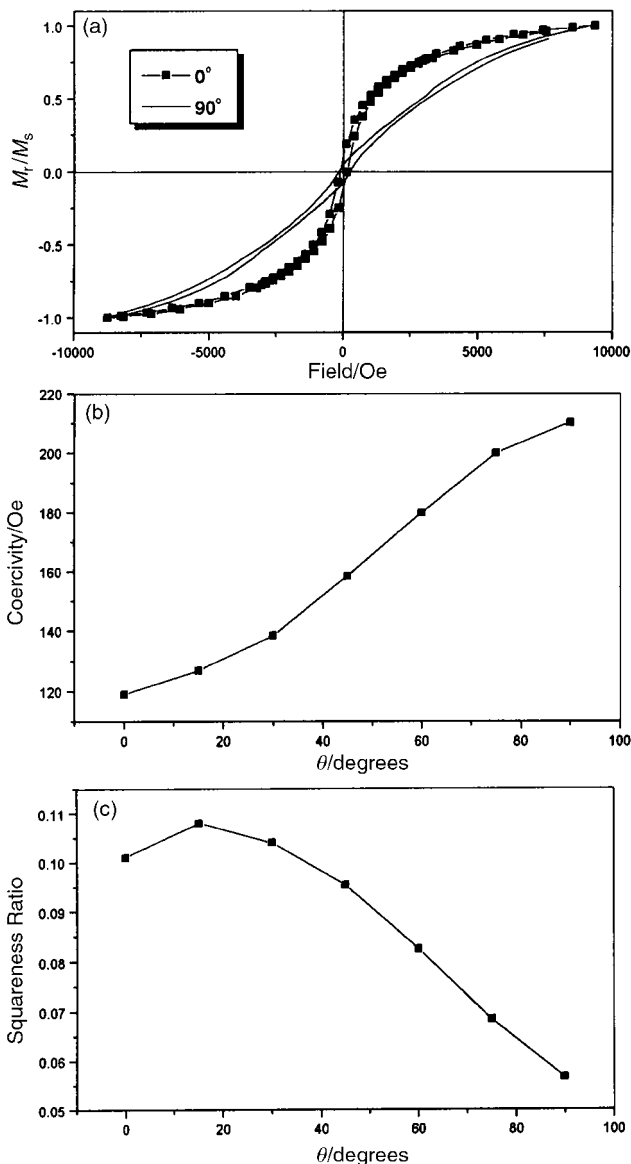 (a)
1.0
0.5
0.0
-0.5
-1.0
Mr/Ms
0°
90°
-10000 -5000 0 5000 10000
Field/Oe
(b)
220
200
180
160
140
120
Coercivity/Oe
0 20 40 60 80 100
θ/degrees
(c)
0.11
0.10
0.09
0.08
0.07
0.06
0.05
Squareness Ratio
0 20 40 60 80 100
θ/degrees